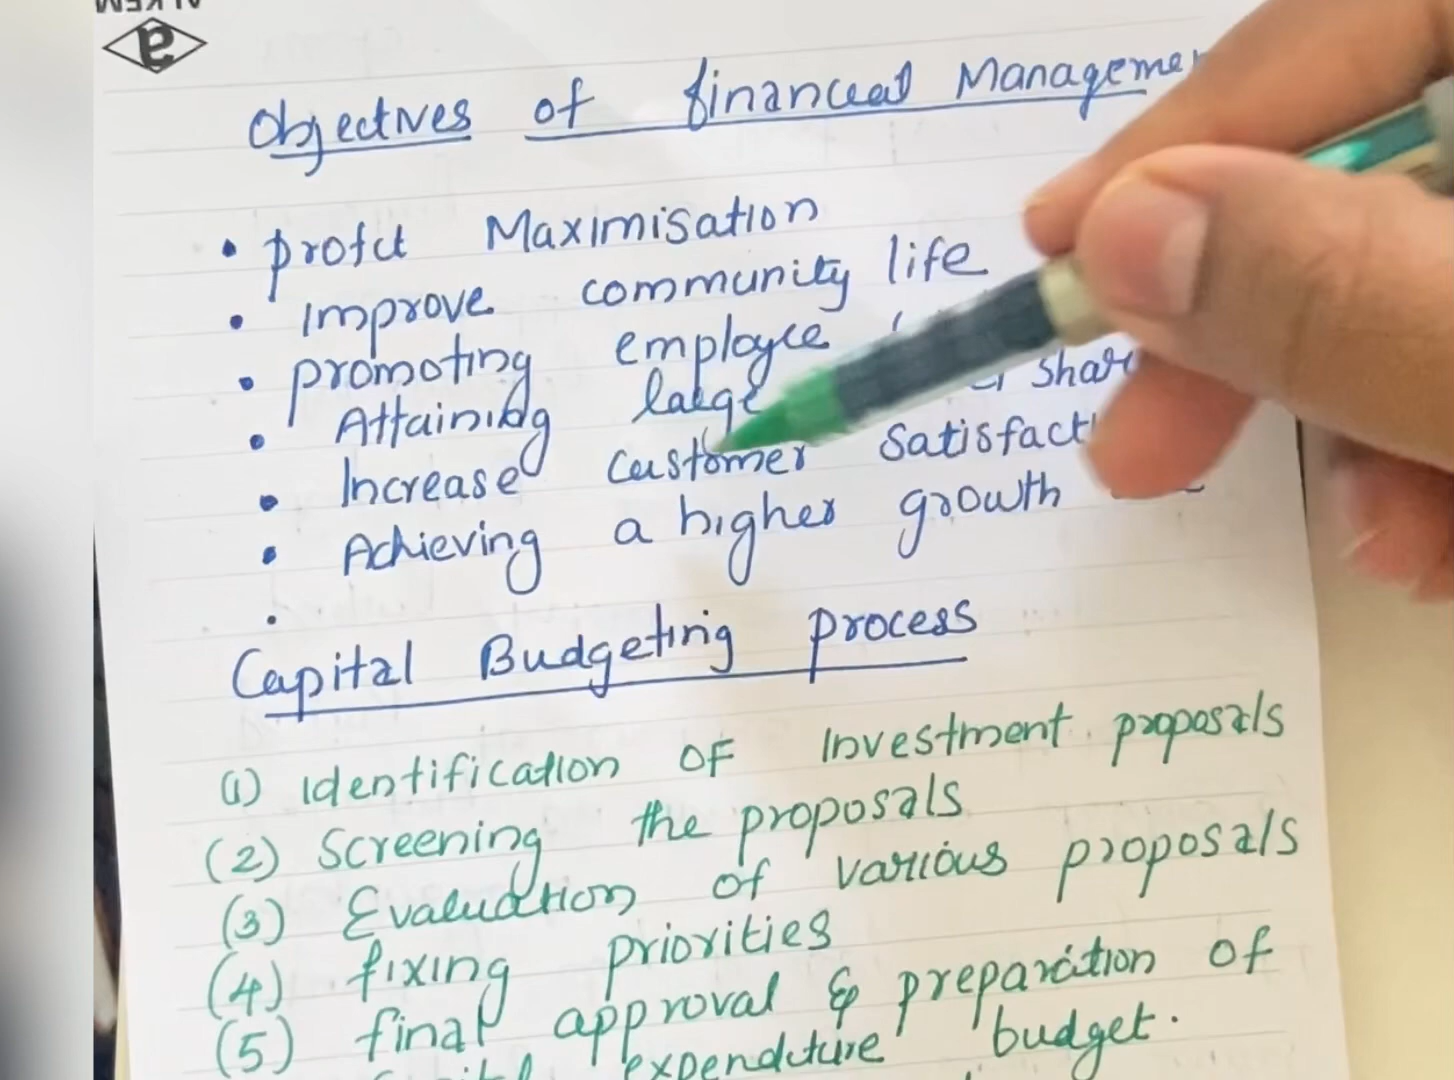 ALKEM
Objectives of financial Manageme
• profit Maximisation
• Improve community life
• promoting employee
• Attaining large share
• Increase customer satisfact
• Achieving a higher growth
•
Capital Budgeting process
(1) Identification OF Investment proposals
(2) Screening the proposals
(3) Evaluation of various proposals
(4) fixing priorities
(5) final approval & preparation of
expenditure budget.